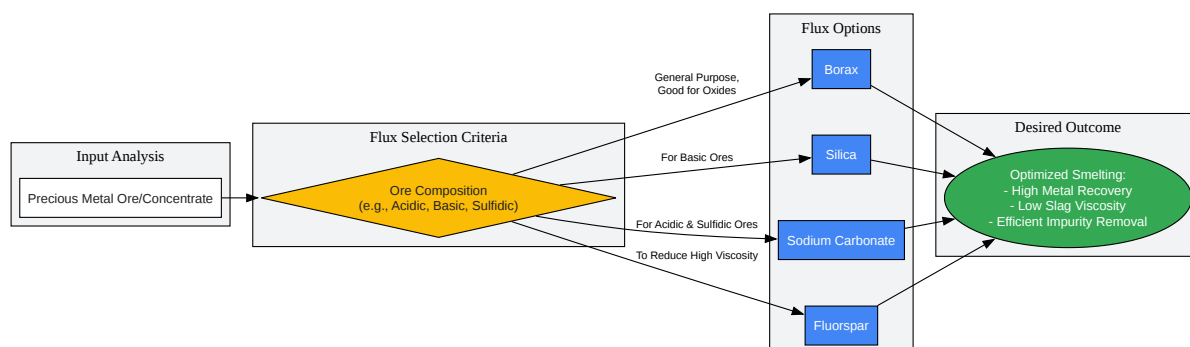 Input Analysis
Precious Metal Ore/Concentrate
Flux Selection Criteria
Ore Composition
(e.g., Acidic, Basic, Sulfidic)
General Purpose,
Good for Oxides
For Basic Ores
For Acidic & Sulfidic Ores
To Reduce High Viscosity
Flux Options
Borax
Silica
Sodium Carbonate
Fluorspar
Desired Outcome
Optimized Smelting:
- High Metal Recovery
- Low Slag Viscosity
- Efficient Impurity Removal